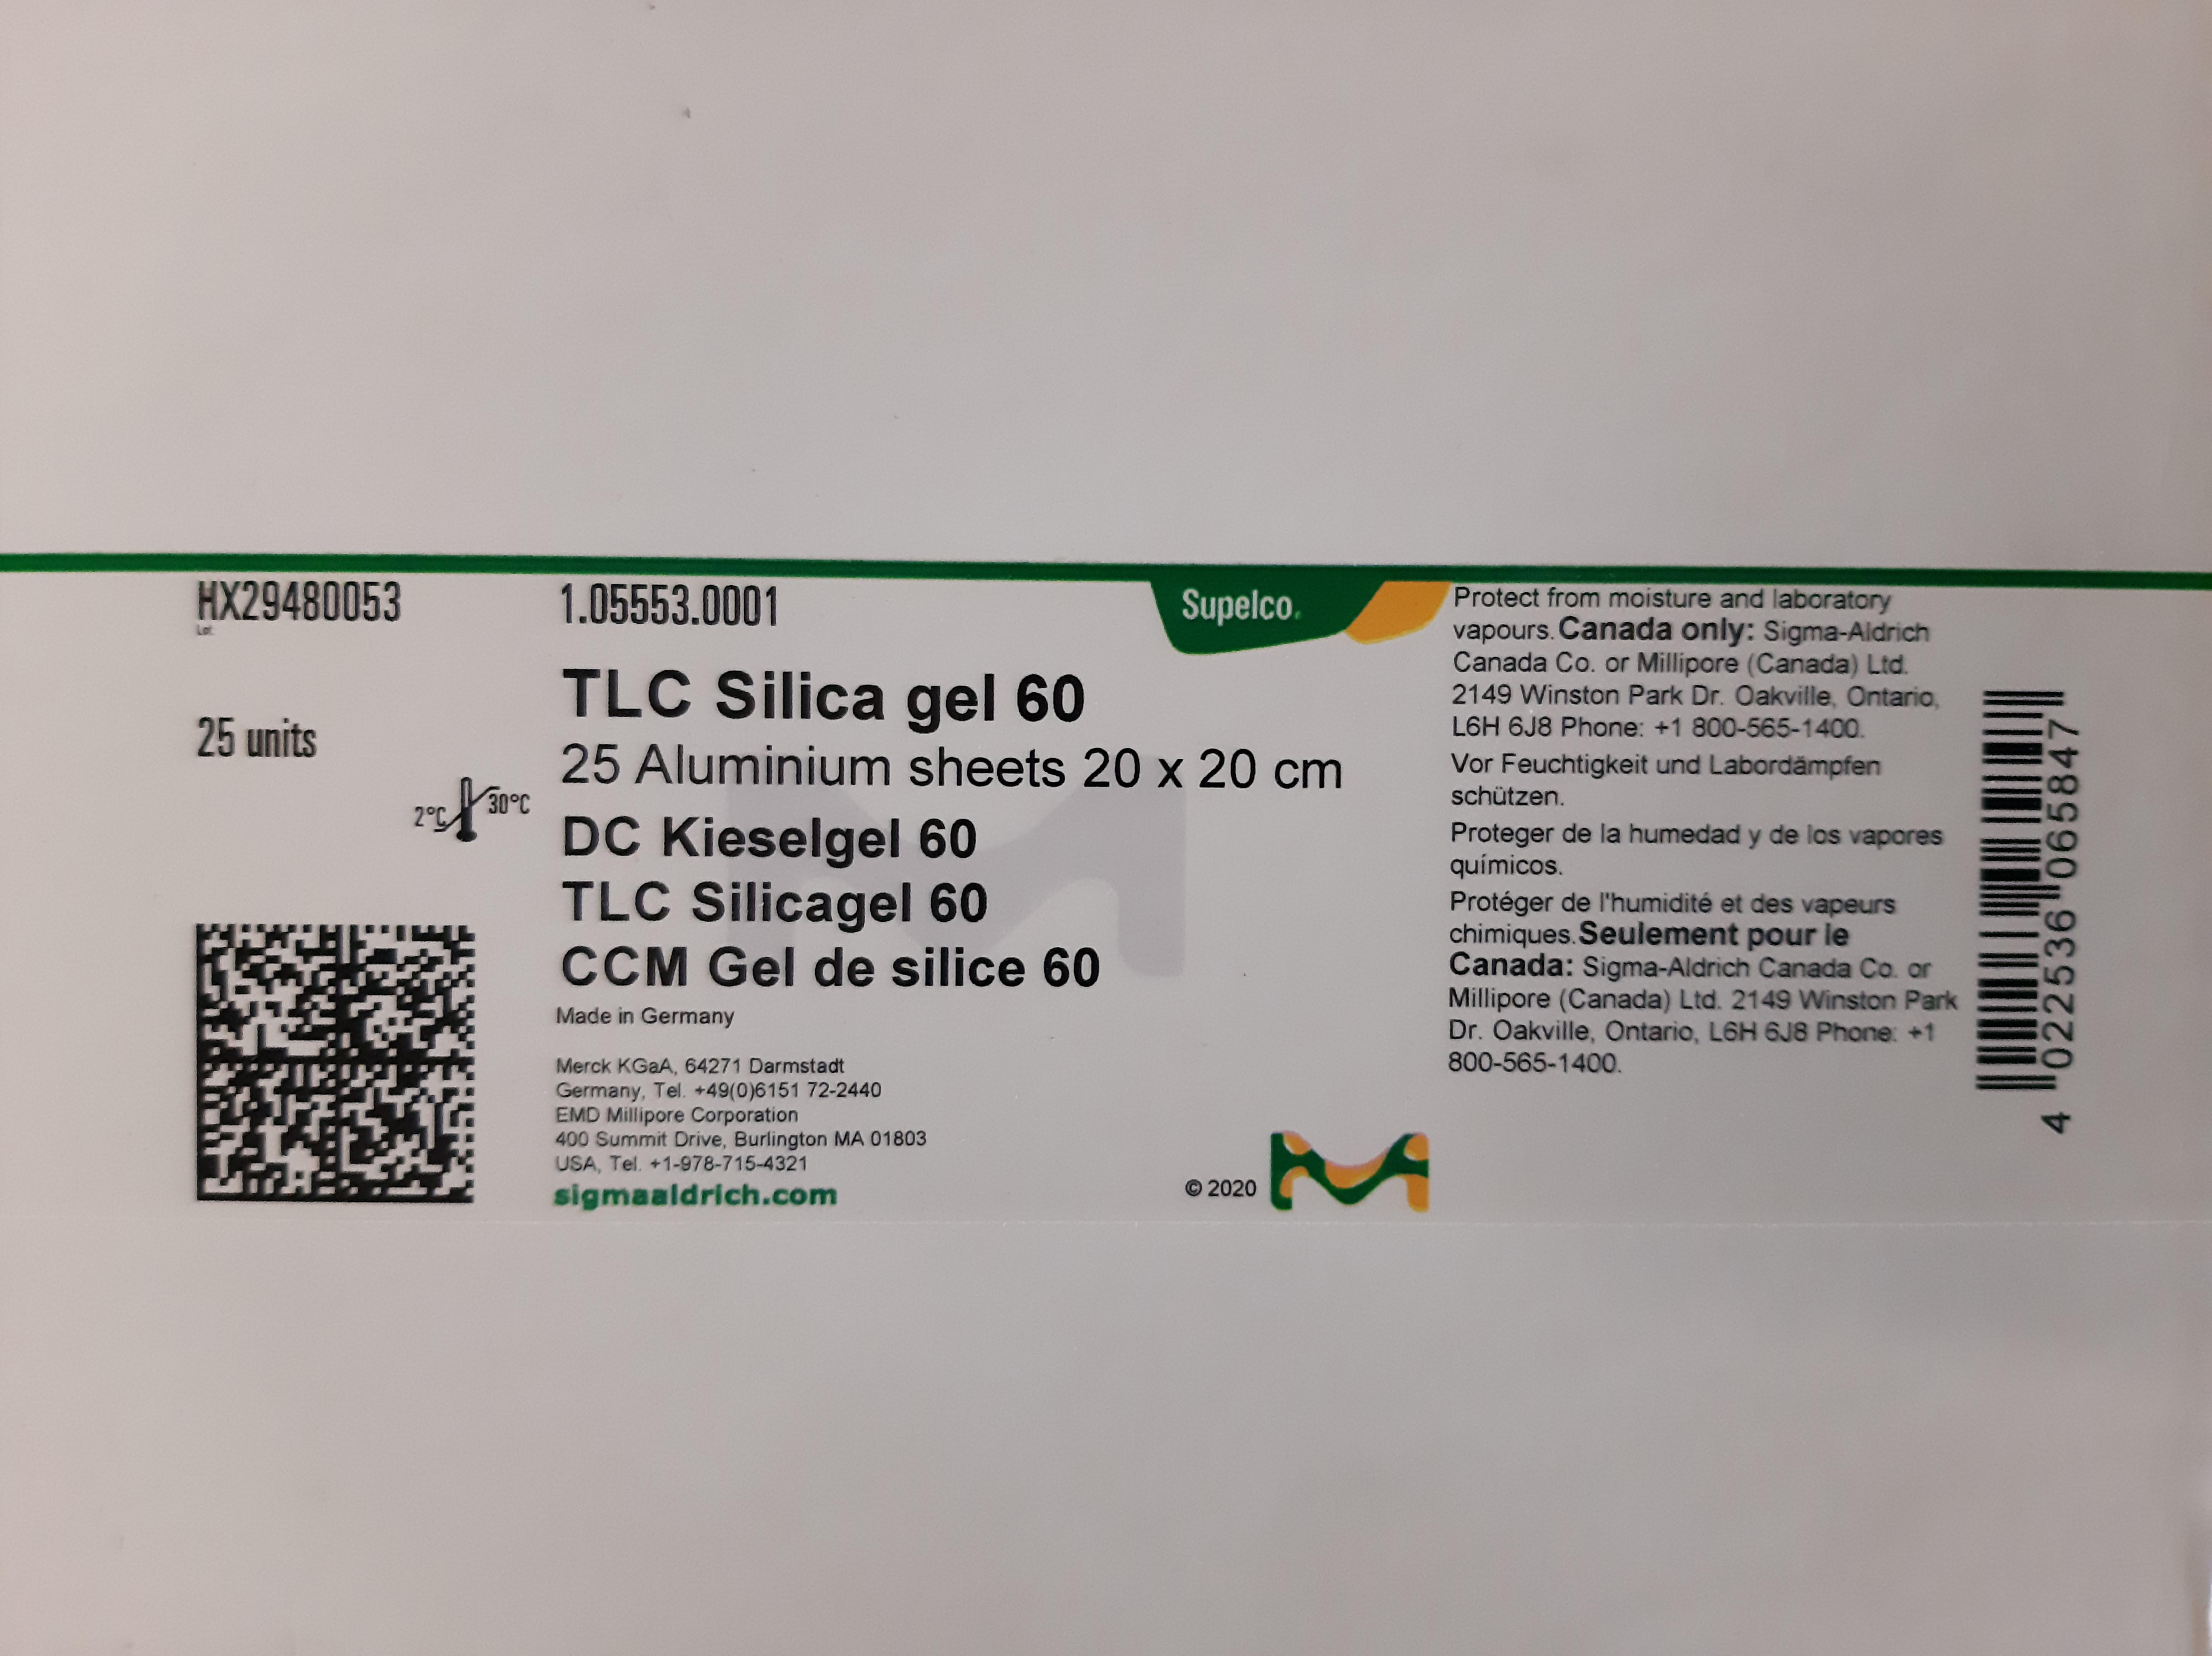 HX29480053
Lot
25 units
2°C 30°C
1.05553.0001
TLC Silica gel 60
25 Aluminium sheets 20 x 20 cm
DC Kieselgel 60
TLC Silicagel 60
CCM Gel de silice 60
Made in Germany
Merck KGaA, 64271 Darmstadt
Germany, Tel. +49(0)6151 72-2440
EMD Millipore Corporation
400 Summit Drive, Burlington MA 01803
USA, Tel. +1-978-715-4321
sigmaaldrich.com
Supelco.
© 2020
Protect from moisture and laboratory
vapours. Canada only: Sigma-Aldrich
Canada Co. or Millipore (Canada) Ltd.
2149 Winston Park Dr. Oakville, Ontario,
L6H 6J8 Phone: +1 800-565-1400.
Vor Feuchtigkeit und Labordämpfen
schützen.
Proteger de la humedad y de los vapores
químicos.
Protéger de l'humidité et des vapeurs
chimiques. Seulement pour le
Canada: Sigma-Aldrich Canada Co. or
Millipore (Canada) Ltd. 2149 Winston Park
Dr. Oakville, Ontario, L6H 6J8 Phone: +1
800-565-1400.
4 022536 065847